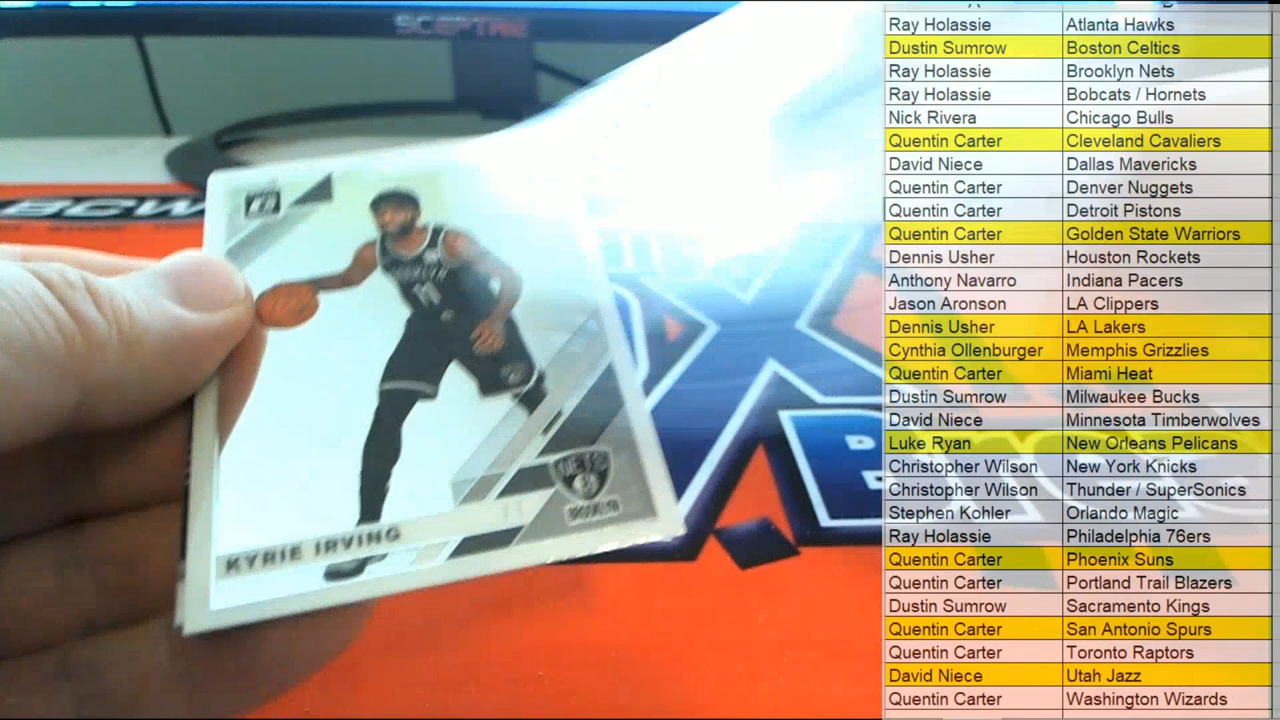 SCEPTRE
BCW
KYRIE IRVING
BROOKLYN
11
Ray Holassie Atlanta Hawks
Dustin Sumrow Boston Celtics
Ray Holassie Brooklyn Nets
Ray Holassie Bobcats / Hornets
Nick Rivera Chicago Bulls
Quentin Carter Cleveland Cavaliers
David Niece Dallas Mavericks
Quentin Carter Denver Nuggets
Quentin Carter Detroit Pistons
Quentin Carter Golden State Warriors
Dennis Usher Houston Rockets
Anthony Navarro Indiana Pacers
Jason Aronson LA Clippers
Dennis Usher LA Lakers
Cynthia Ollenburger Memphis Grizzlies
Quentin Carter Miami Heat
Dustin Sumrow Milwaukee Bucks
David Niece Minnesota Timberwolves
Luke Ryan New Orleans Pelicans
Christopher Wilson New York Knicks
Christopher Wilson Thunder / SuperSonics
Stephen Kohler Orlando Magic
Ray Holassie Philadelphia 76ers
Quentin Carter Phoenix Suns
Quentin Carter Portland Trail Blazers
Dustin Sumrow Sacramento Kings
Quentin Carter San Antonio Spurs
Quentin Carter Toronto Raptors
David Niece Utah Jazz
Quentin Carter Washington Wizards